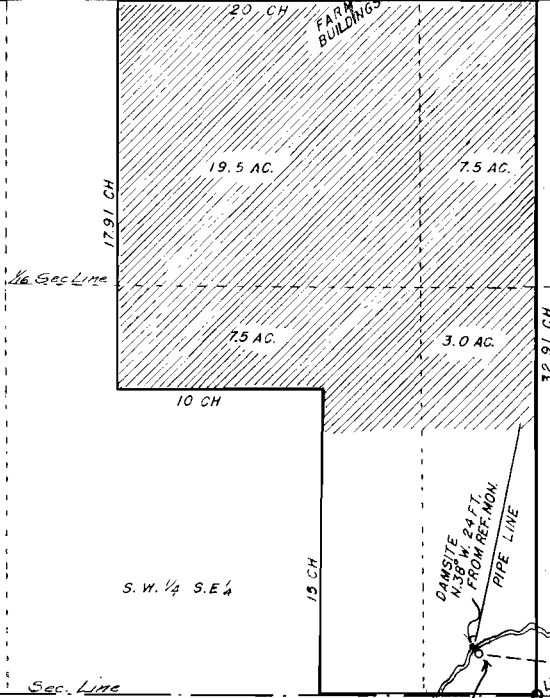 20 CH
FARM
BUILDINGS
19.5 AC.
7.5 AC.
17.91 CH
1/16 Sec Line
7.5 AC.
3.0 AC.
32.91 CH
10 CH
DAMSITE
N.38° W. 24 FT.
FROM REF. MON.
PIPE LINE
S. W. 1/4 S.E 1/4
15 CH
Sec. Line